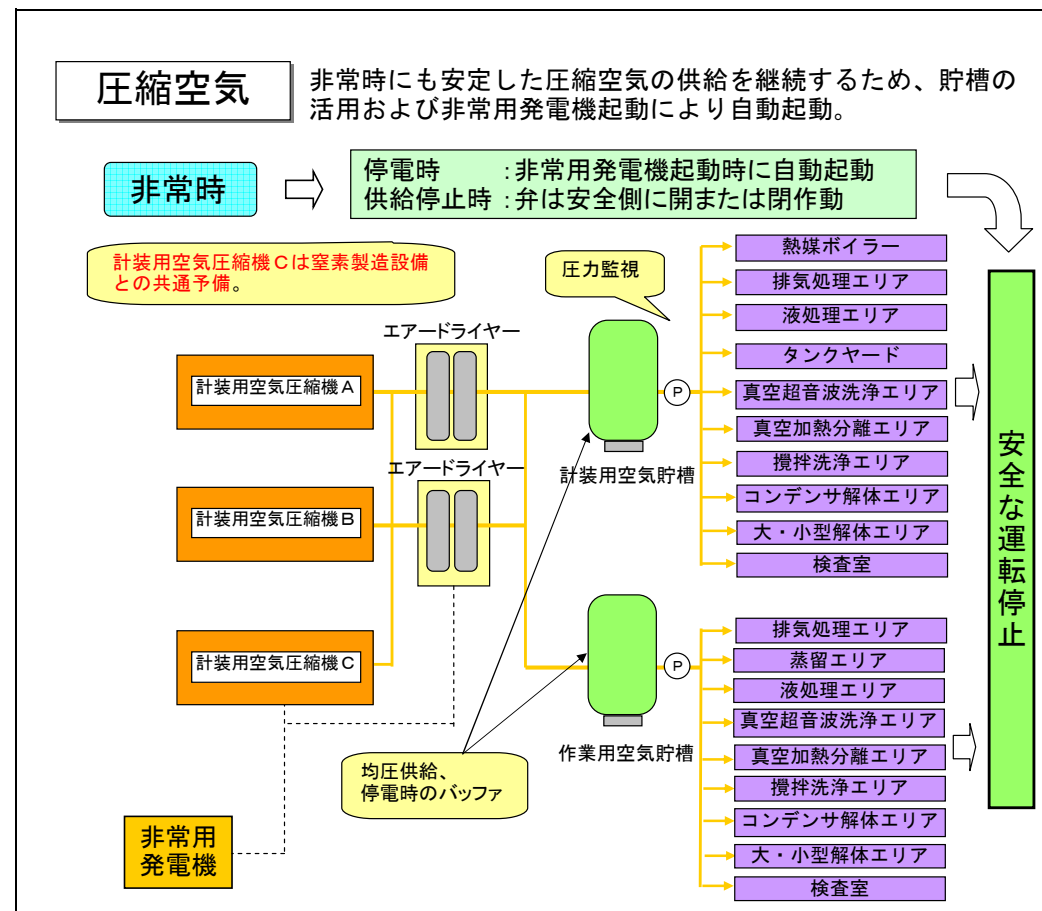 圧縮空気
非常時にも安定した圧縮空気の供給を継続するため、貯槽の
活用および非常用発電機起動により自動起動。
非常時
停電時　　　：非常用発電機起動時に自動起動
供給停止時：弁は安全側に開または閉作動
計装用空気圧縮機Ｃは窒素製造設備
との共通予備。
圧力監視
エアードライヤー
計装用空気圧縮機Ａ
エアードライヤー
計装用空気圧縮機Ｂ
計装用空気圧縮機Ｃ
非常用
発電機
計装用空気貯槽
P
作業用空気貯槽
P
均圧供給、
停電時のバッファ
熱媒ボイラー
排気処理エリア
液処理エリア
タンクヤード
真空超音波洗浄エリア
真空加熱分離エリア
攪拌洗浄エリア
コンデンサ解体エリア
大・小型解体エリア
検査室
排気処理エリア
蒸留エリア
液処理エリア
真空超音波洗浄エリア
真空加熱分離エリア
攪拌洗浄エリア
コンデンサ解体エリア
大・小型解体エリア
検査室
安全な運転停止